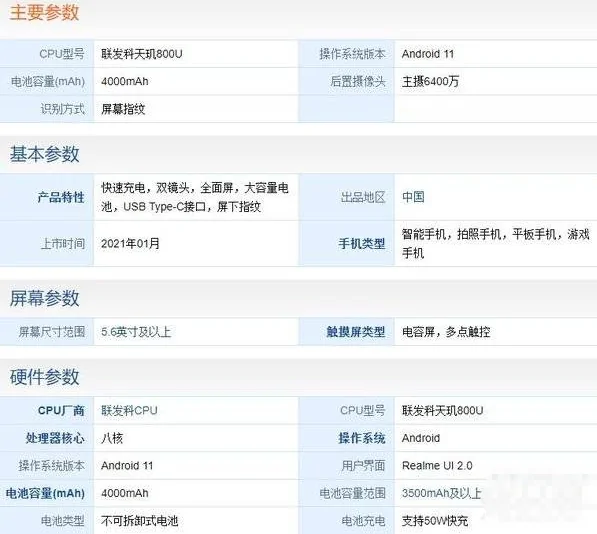 主要参数
CPU型号 联发科天玑800U 操作系统版本 Android 11
电池容量(mAh) 4000mAh 后置摄像头 主摄6400万
识别方式 屏幕指纹
基本参数
产品特性 快速充电，双镜头，全面屏，大容量电
池，USB Type-C接口，屏下指纹
出品地区 中国
上市时间 2021年01月
手机类型 智能手机，拍照手机，平板手机，游戏
手机
屏幕参数
屏幕尺寸范围 5.6英寸及以上 触摸屏类型 电容屏，多点触控
硬件参数
CPU厂商 联发科CPU CPU型号 联发科天玑800U
处理器核心 八核 操作系统 Android
操作系统版本 Android 11 用户界面 Realme UI 2.0
电池容量(mAh) 4000mAh 电池容量范围 3500mAh及以上
电池类型 不可拆卸式电池 电池充电 支持50W快充